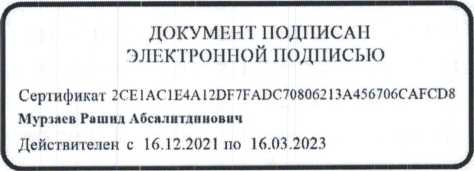 ДОКУМЕНТ ПОДПИСАН
ЭЛЕКТРОННОЙ ПОДПИСЬЮ
Сертификат 2CE1AC1E4A12DF7FADC70806213A456706CAFCD8
Мурзаев Рашид Абсалитдинович
Действителен с 16.12.2021 по 16.03.2023